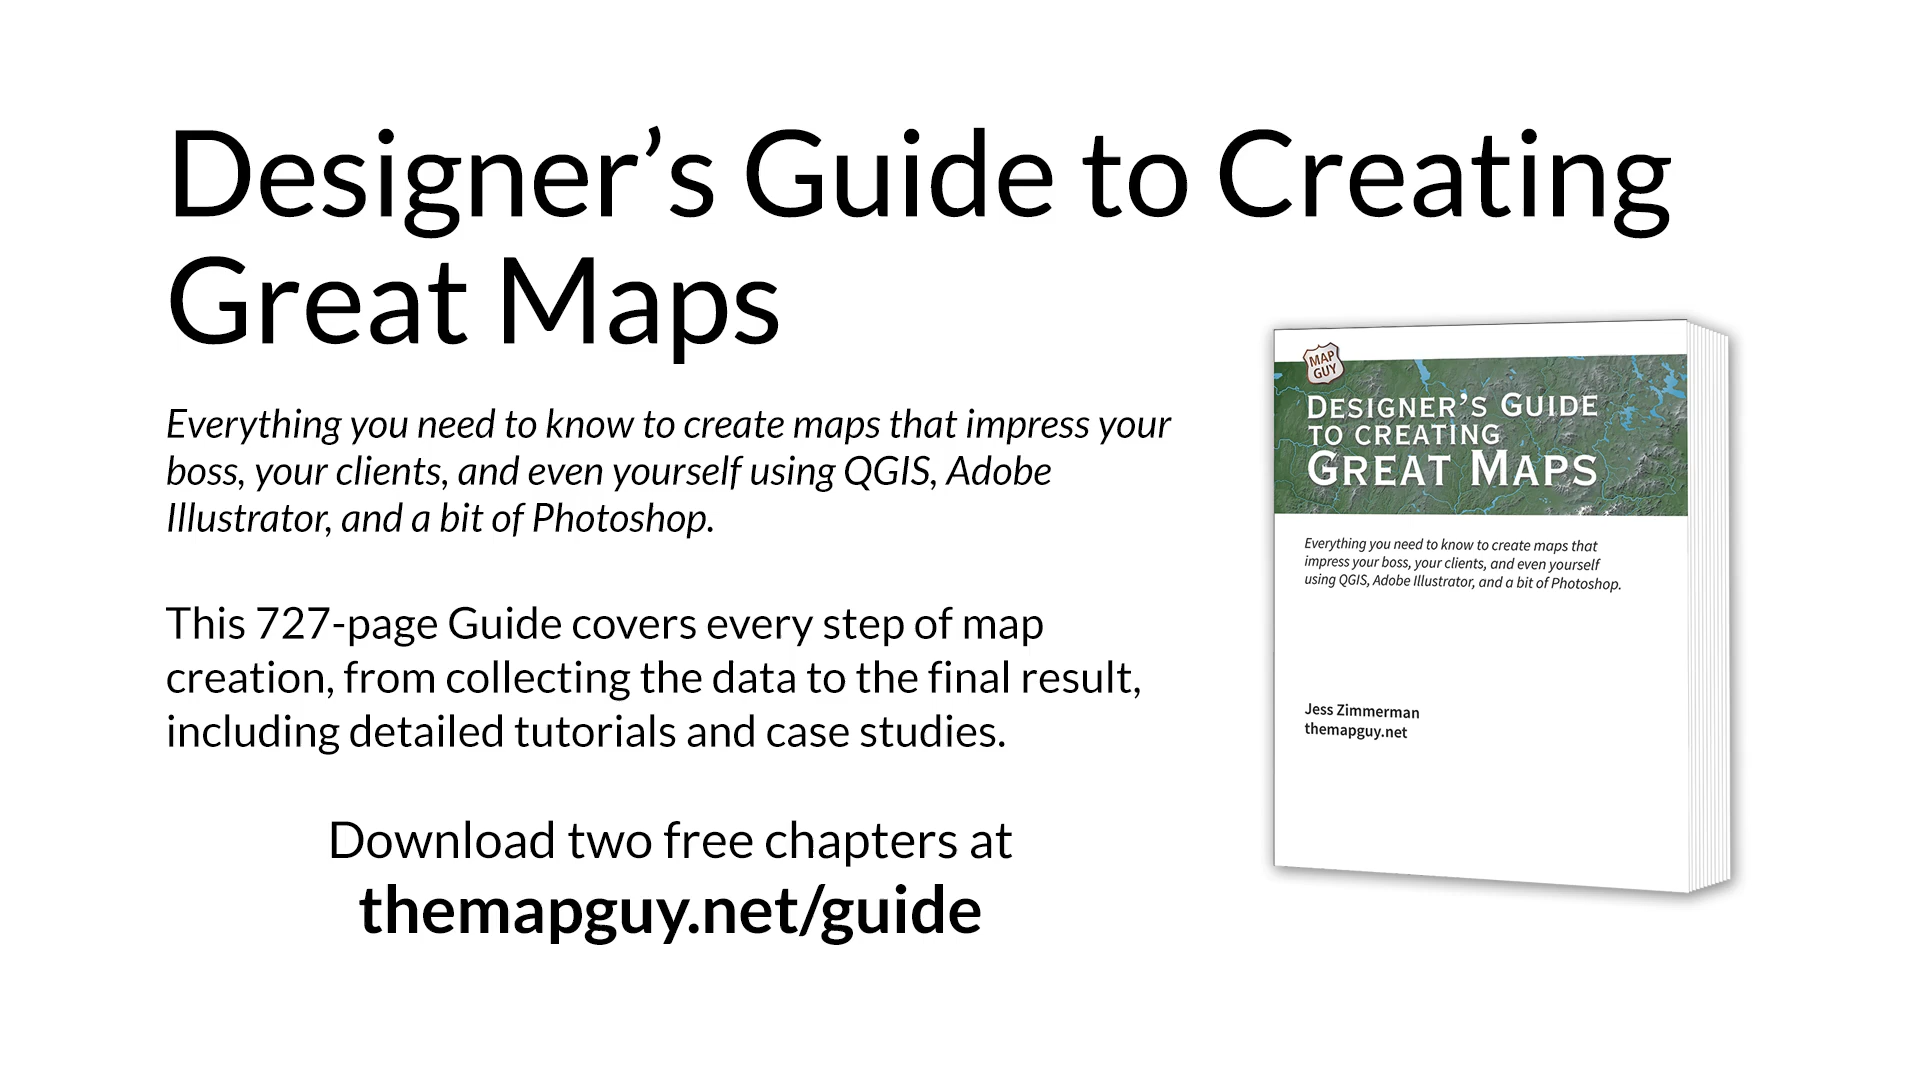 Designer’s Guide to Creating
Great Maps
Everything you need to know to create maps that impress your
boss, your clients, and even yourself using QGIS, Adobe
Illustrator, and a bit of Photoshop.
This 727-page Guide covers every step of map
creation, from collecting the data to the final result,
including detailed tutorials and case studies.
Download two free chapters at
themapguy.net/guide
MAP
GUY
DESIGNER’S GUIDE
TO CREATING
GREAT MAPS
Everything you need to know to create maps that
impress your boss, your clients, and even yourself
using QGIS, Adobe Illustrator, and a bit of Photoshop.
Jess Zimmerman
themapguy.net